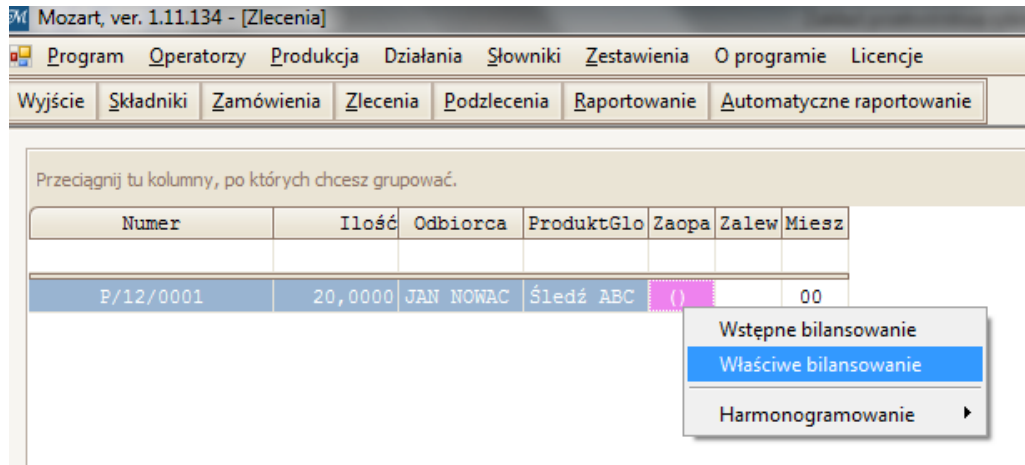 M Mozart, ver. 1.11.134 - [Zlecenia]
Program Operatorzy Produkcja Działania Słowniki Zestawienia O programie Licencje
Wyjście Składniki Zamówienia Zlecenia Podzlecenia Raportowanie Automatyczne raportowanie
Przeciągnij tu kolumny, po których chcesz grupować.
Numer Ilość Odbiorca ProduktGlo Zaopa Zalew Miesz
P/12/0001 20,0000 JAN NOWAC Śledź ABC () 00
Wstępne bilansowanie
Właściwe bilansowanie
Harmonogramowanie